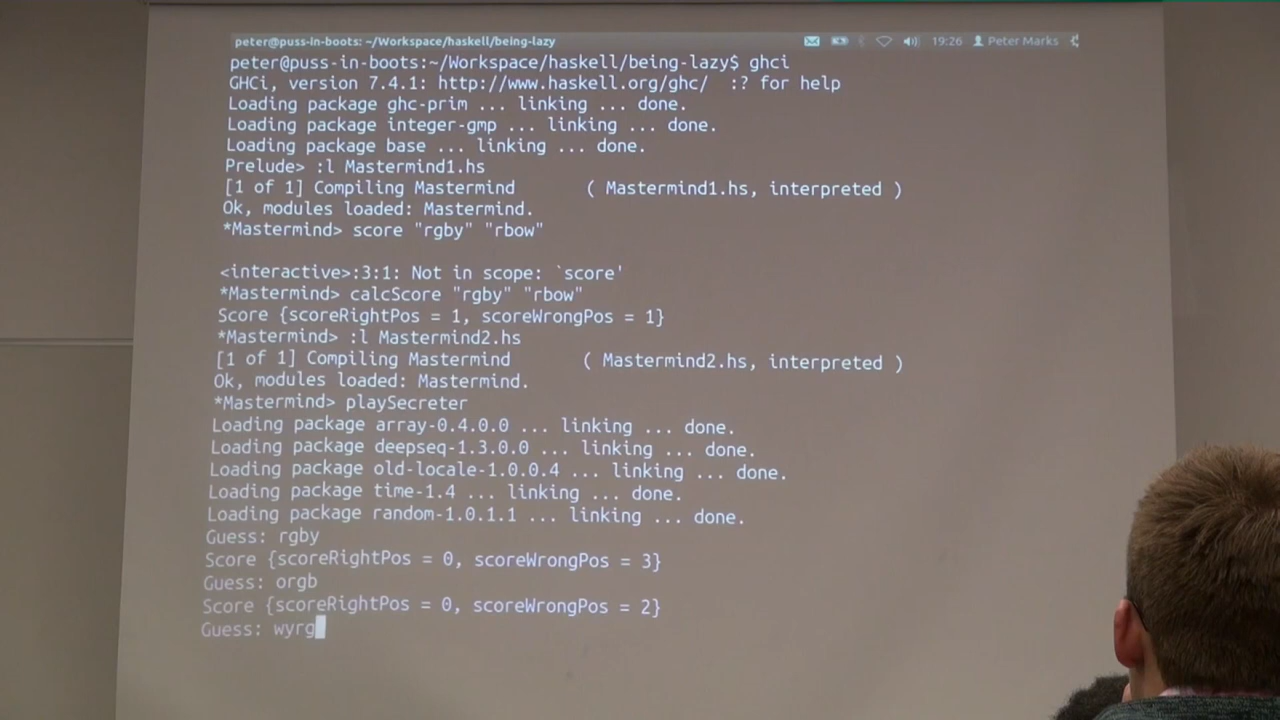 peter@puss-in-boots: ~/Workspace/haskell/being-lazy 19:26 Peter Marks
peter@puss-in-boots:~/Workspace/haskell/being-lazy$ ghci
GHCi, version 7.4.1: http://www.haskell.org/ghc/  :? for help
Loading package ghc-prim ... linking ... done.
Loading package integer-gmp ... linking ... done.
Loading package base ... linking ... done.
Prelude> :l Mastermind1.hs
[1 of 1] Compiling Mastermind       ( Mastermind1.hs, interpreted )
Ok, modules loaded: Mastermind.
*Mastermind> score "rgby" "rbow"
<interactive>:3:1: Not in scope: `score'
*Mastermind> calcScore "rgby" "rbow"
Score {scoreRightPos = 1, scoreWrongPos = 1}
*Mastermind> :l Mastermind2.hs
[1 of 1] Compiling Mastermind       ( Mastermind2.hs, interpreted )
Ok, modules loaded: Mastermind.
*Mastermind> playSecreter
Loading package array-0.4.0.0 ... linking ... done.
Loading package deepseq-1.3.0.0 ... linking ... done.
Loading package old-locale-1.0.0.4 ... linking ... done.
Loading package time-1.4 ... linking ... done.
Loading package random-1.0.1.1 ... linking ... done.
Guess: rgby
Score {scoreRightPos = 0, scoreWrongPos = 3}
Guess: orgb
Score {scoreRightPos = 0, scoreWrongPos = 2}
Guess: wyrg